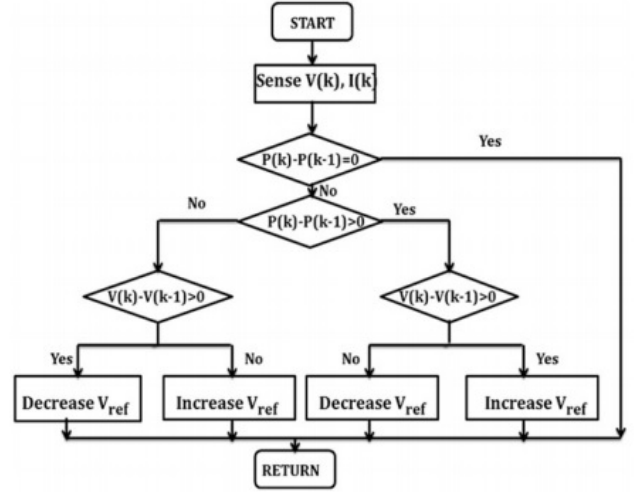 START
Sense V(k), I(k)
P(k)-P(k-1)=0
Yes
No
P(k)-P(k-1)>0
No
Yes
V(k)-V(k-1)>0
V(k)-V(k-1)>0
Yes
No
No
Yes
Decrease Vref
Increase Vref
Decrease Vref
Increase Vref
RETURN